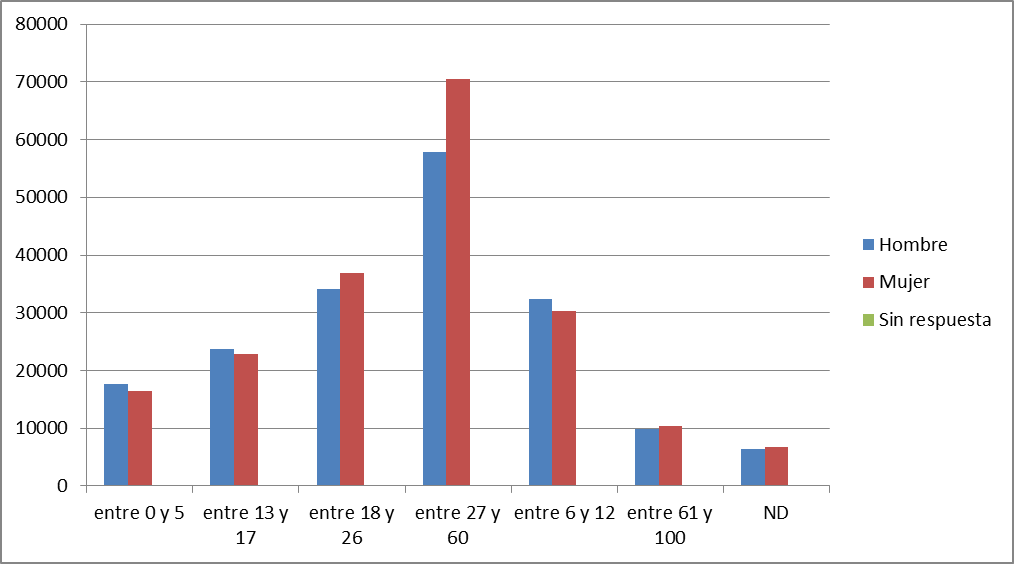 80000
70000
60000
50000
40000
30000
20000
10000
0
entre 0 y 5
entre 13 y
17
entre 18 y
26
entre 27 y
60
entre 6 y 12
entre 61 y
100
ND
Hombre
Mujer
Sin respuesta